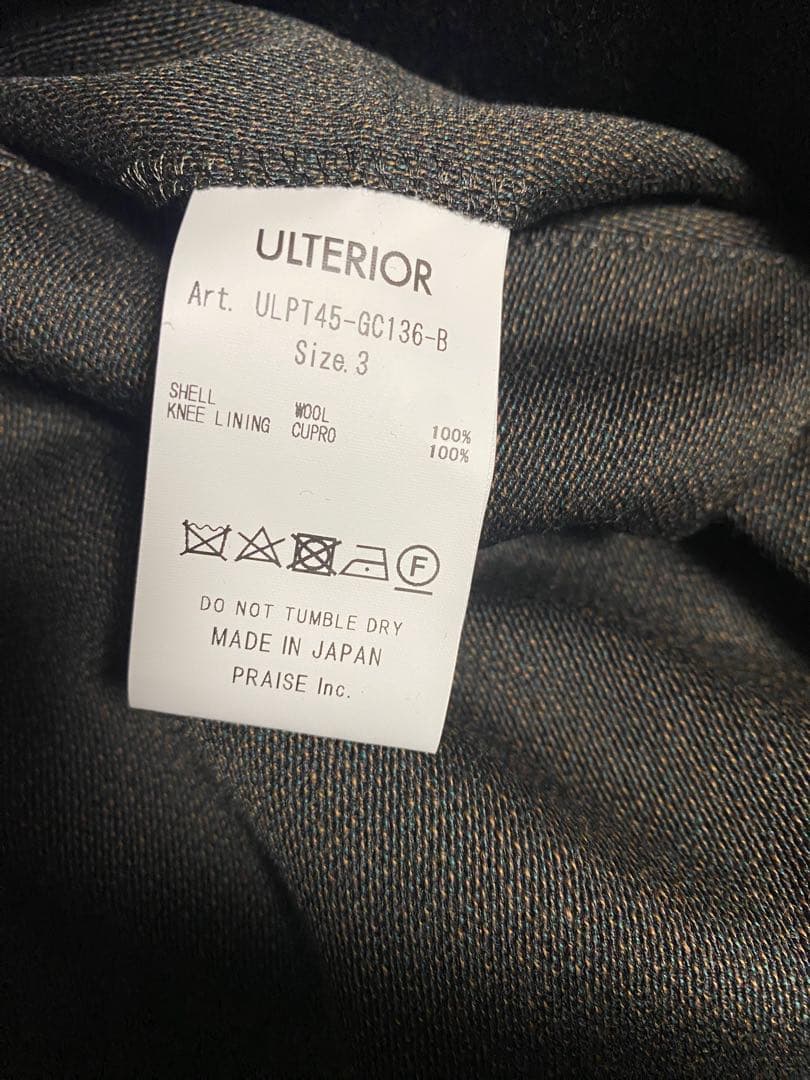 ULTERIOR
Art. ULPT45-GC136-B
Size.3
SHELL WOOL 100%
KNEE LINING CUPRO 100%
F
DO NOT TUMBLE DRY
MADE IN JAPAN
PRAISE Inc.